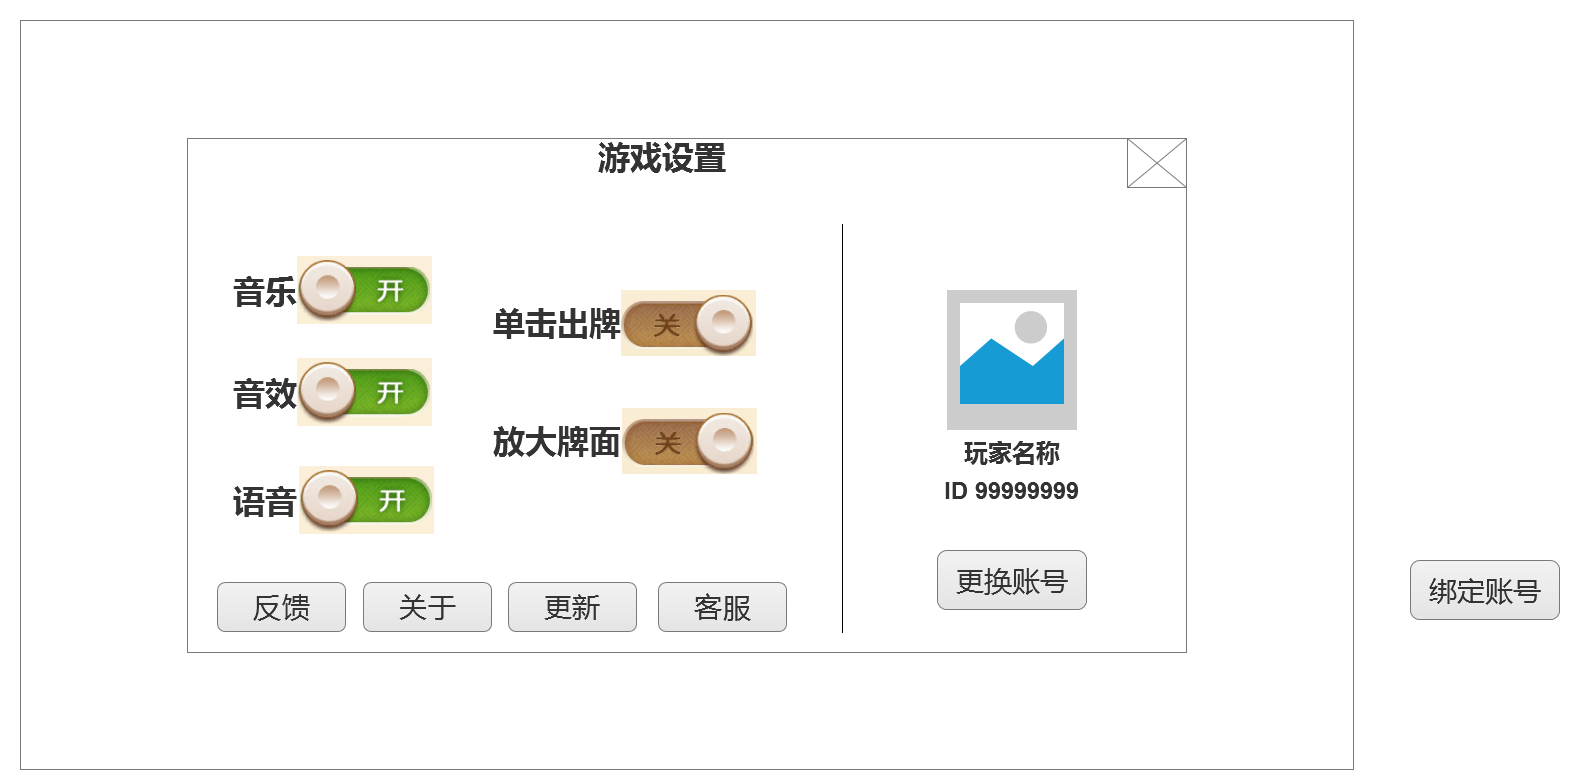 游戏设置
音乐 开
音效 开
语音 开
单击出牌 关
放大牌面 关
反馈 关于 更新 客服
玩家名称
ID 99999999
更换账号
绑定账号